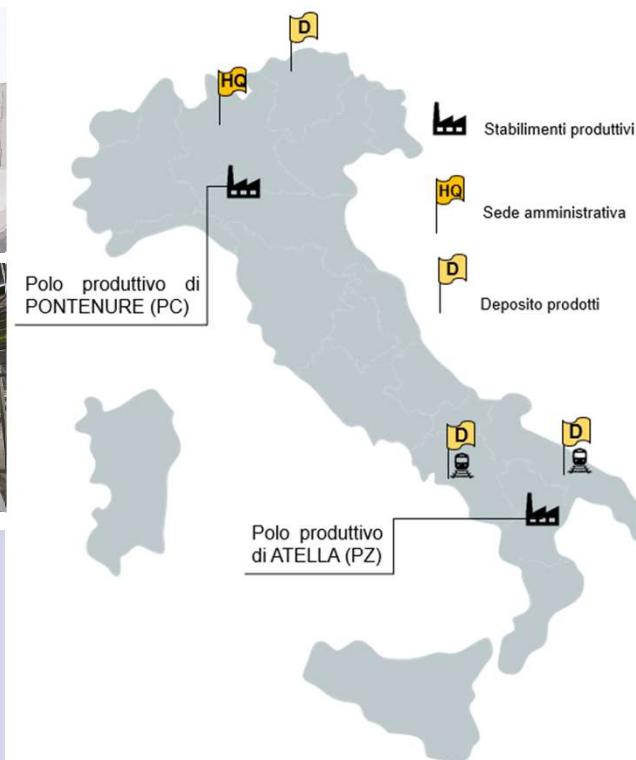 D
HQ
Stabilimenti produttivi
HQ
Sede amministrativa
D
Deposito prodotti
Polo produttivo di
PONTENURE (PC)
D
D
Polo produttivo
di ATELLA (PZ)